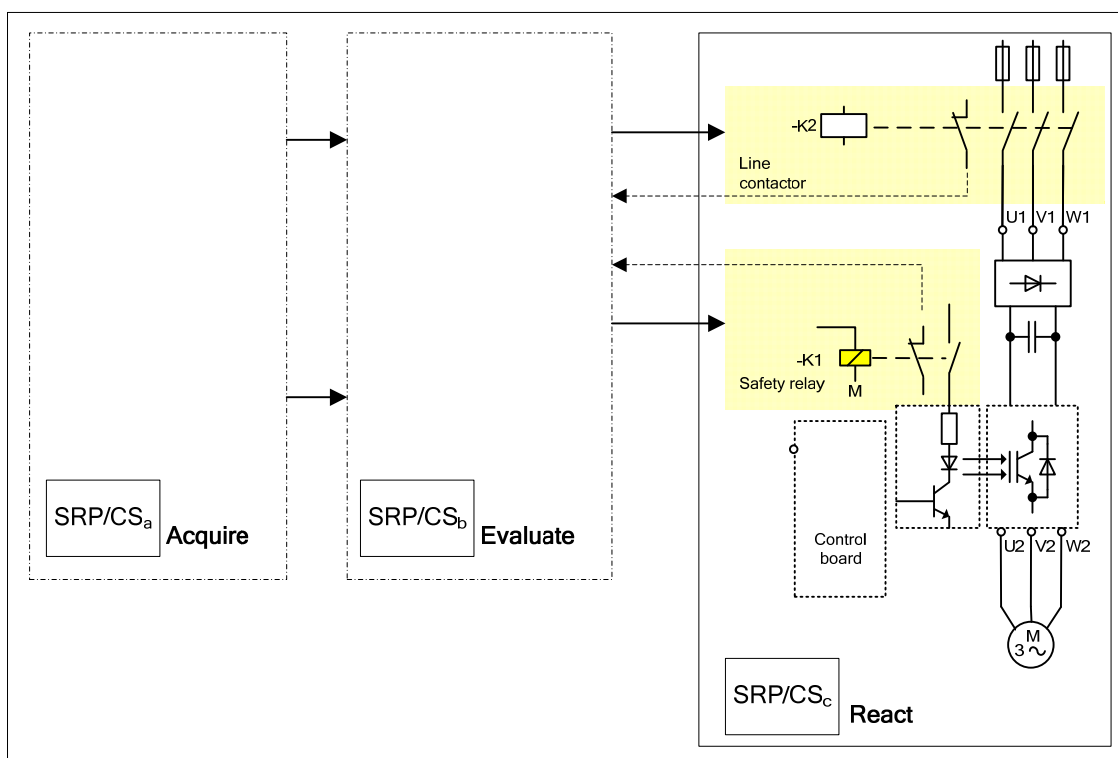 -K2
Line
contactor
U1 V1 W1
-K1
Safety relay
M
SRP/CSa Acquire
SRP/CSb Evaluate
Control
board
U2 V2 W2
M
3
SRP/CSc React